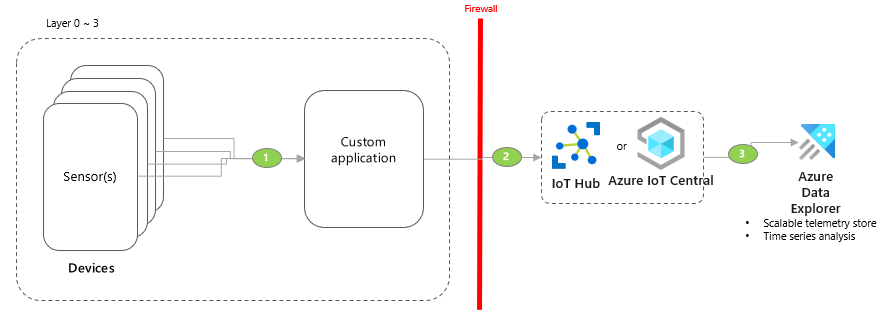 Firewall
Layer 0 ~ 3
Sensor(s)
Devices
1
Custom
application
2
IoT Hub
or
Azure IoT Central
3
Azure
Data
Explorer
• Scalable telemetry store
• Time series analysis